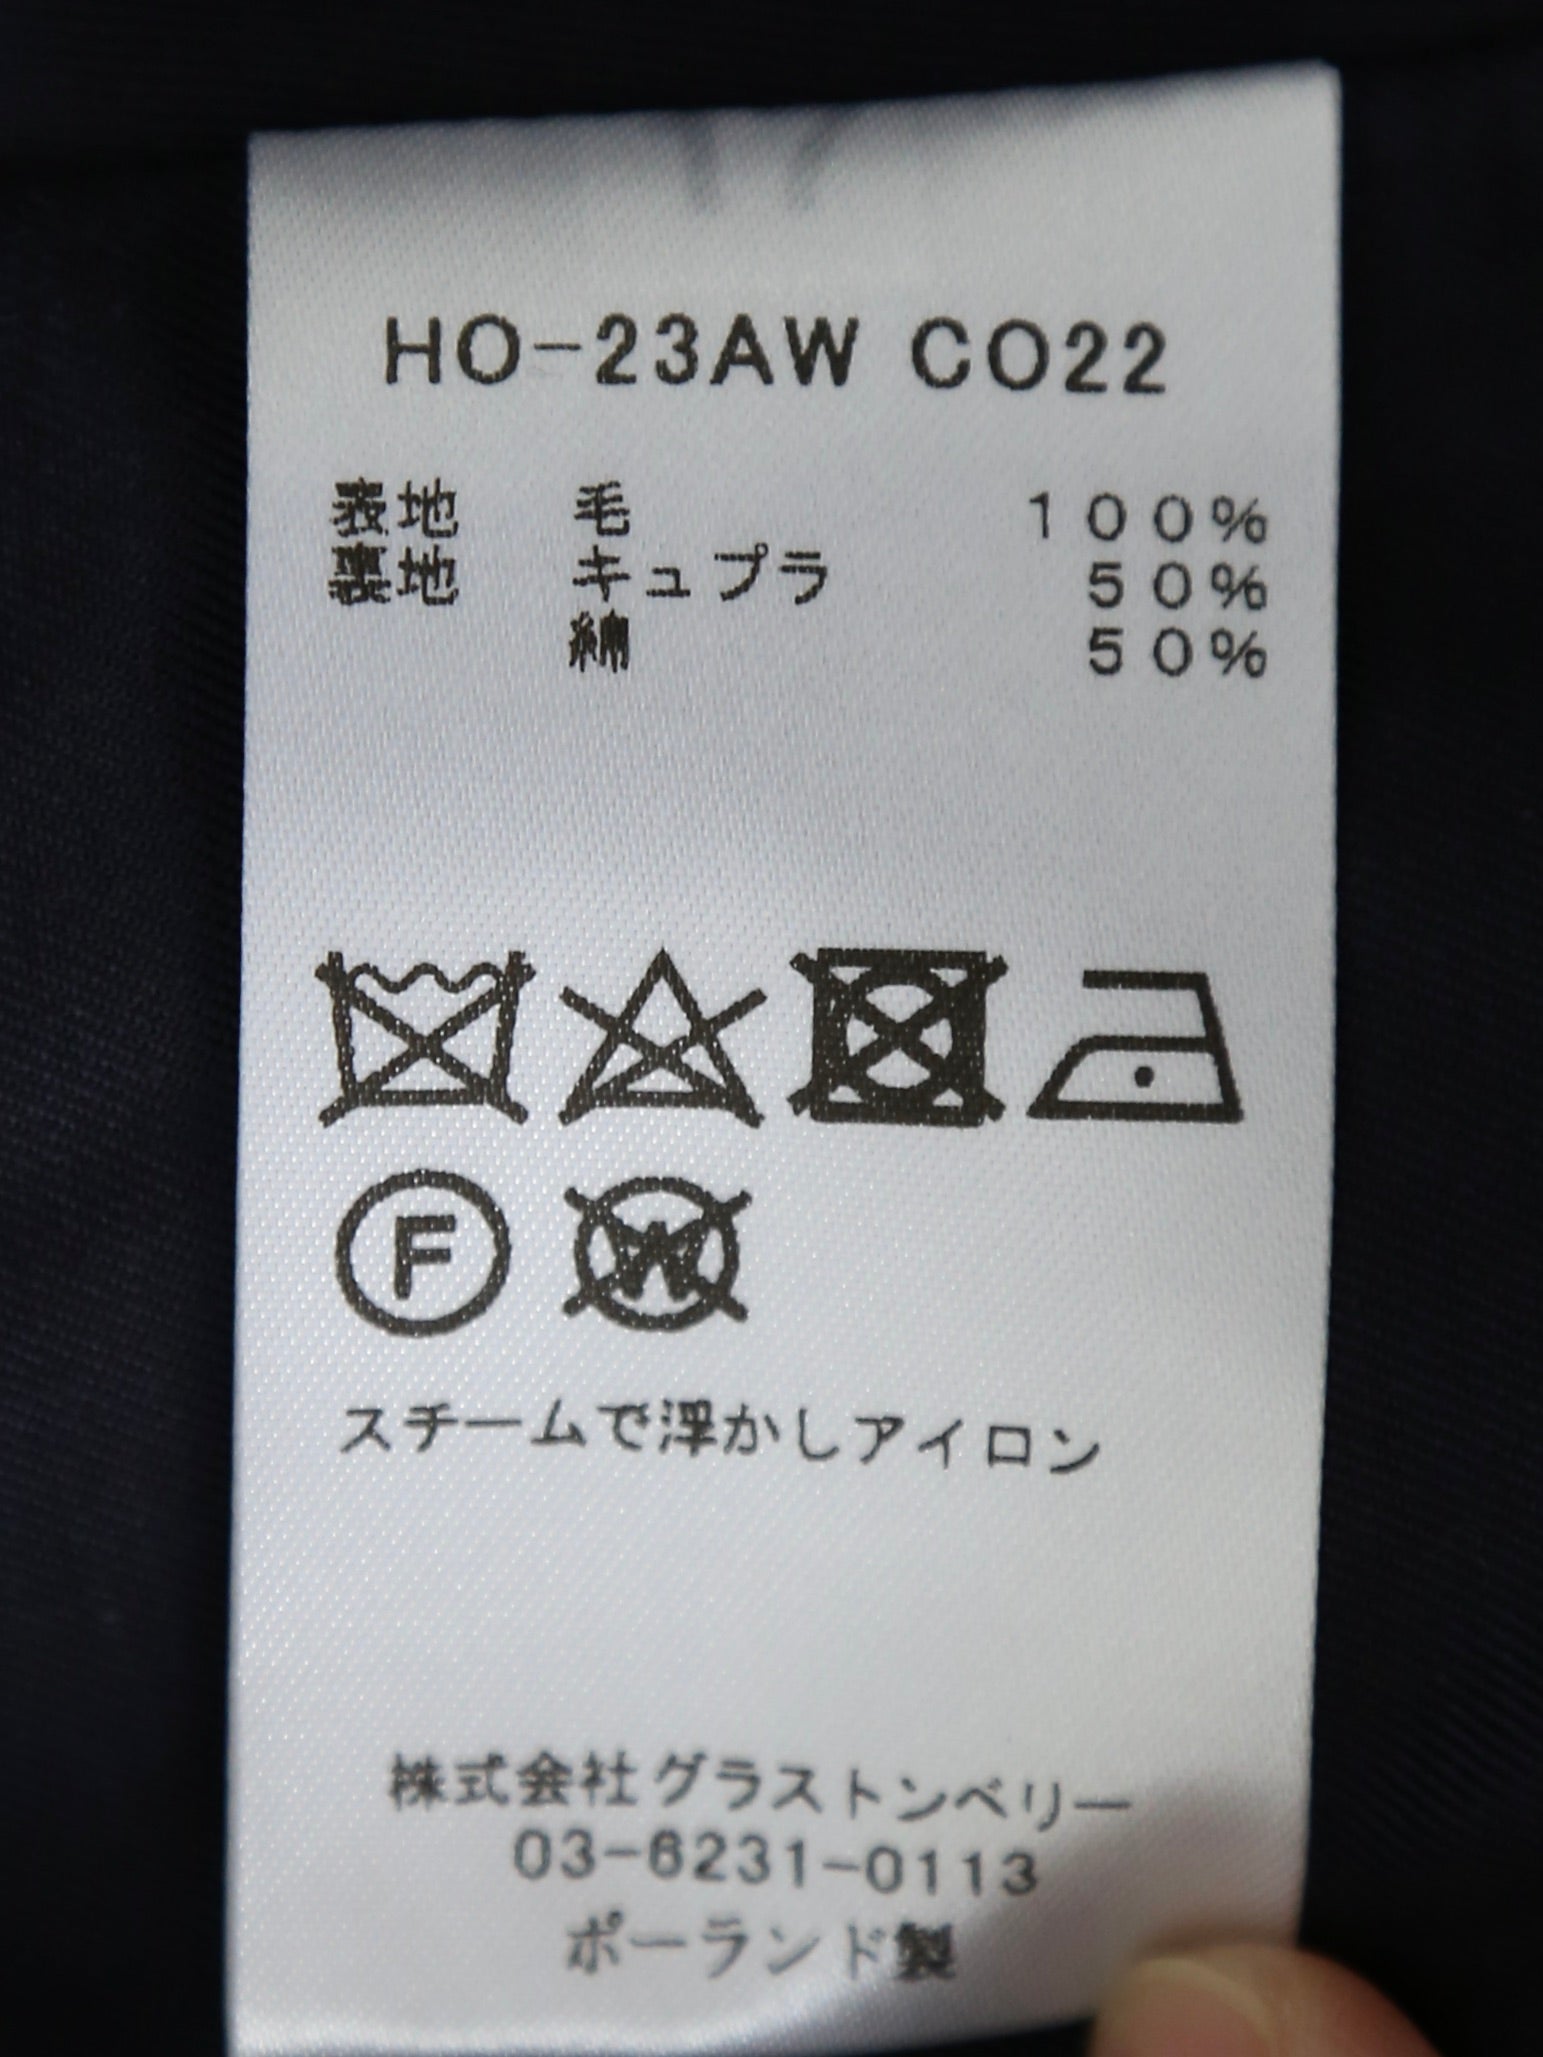 HO-23AW CO22
表地 毛 100%
裏地 キュプラ 50%
綿 50%
F W
スチームで浮かしアイロン
株式会社グラストンベリー
03-6231-0113
ポーランド製